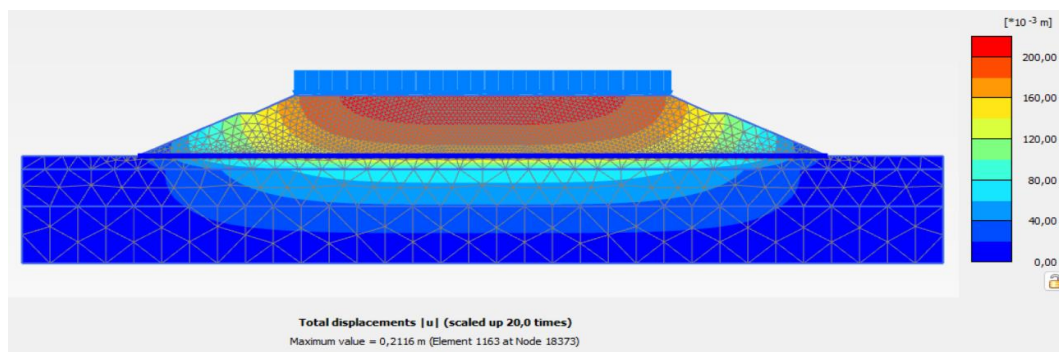 [*10 -3 m]
200,00
160,00
120,00
80,00
40,00
0,00
Total displacements |u| (scaled up 20,0 times)
Maximum value = 0,2116 m (Element 1163 at Node 18373)